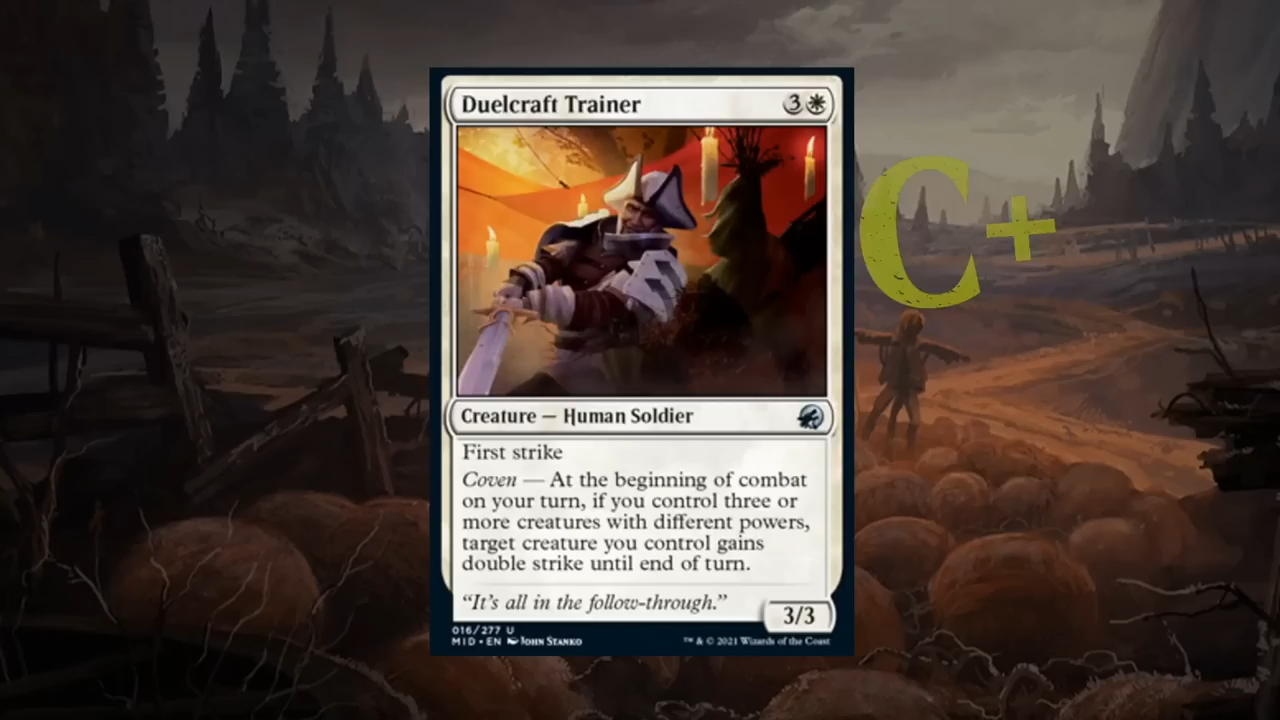 Duelcraft Trainer 3
C+
Creature — Human Soldier
First strike
Coven — At the beginning of combat
on your turn, if you control three or
more creatures with different powers,
target creature you control gains
double strike until end of turn.
“It’s all in the follow-through.”
3/3
016/277 U
MID • EN JOHN STANKO
™ & © 2021 Wizards of the Coast